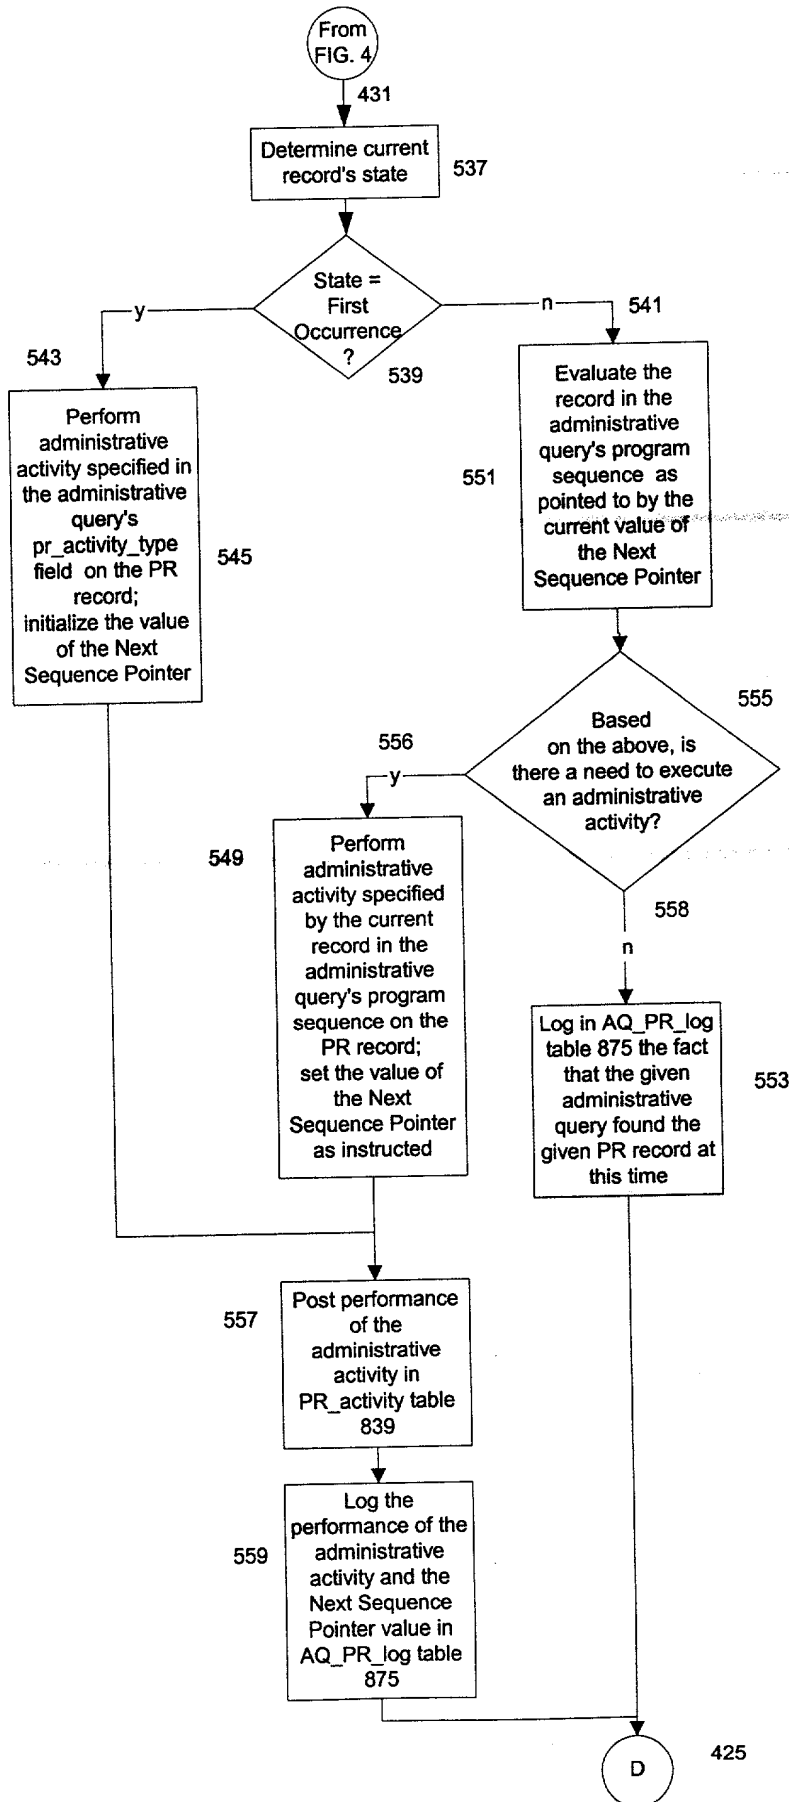 From
FIG. 4
431
Determine current
record's state
537
State =
First
Occurrence
?
539
y
n
541
543
Perform
administrative
activity specified in
the administrative
query's
pr_activity_type
field on the PR
record;
initialize the value
of the Next
Sequence Pointer
545
Evaluate the
record in the
administrative
query's program
sequence as
pointed to by the
current value of
the Next
Sequence Pointer
551
Based
on the above, is
there a need to execute
an administrative
activity?
555
556
y
558
n
549
Perform
administrative
activity specified
by the current
record in the
administrative
query's program
sequence on the
PR record;
set the value of
the Next
Sequence Pointer
as instructed
Log in AQ_PR_log
table 875 the fact
that the given
administrative
query found the
given PR record at
this time
553
557
Post performance
of the
administrative
activity in
PR_activity table
839
559
Log the
performance of the
administrative
activity and the
Next Sequence
Pointer value in
AQ_PR_log table
875
D
425